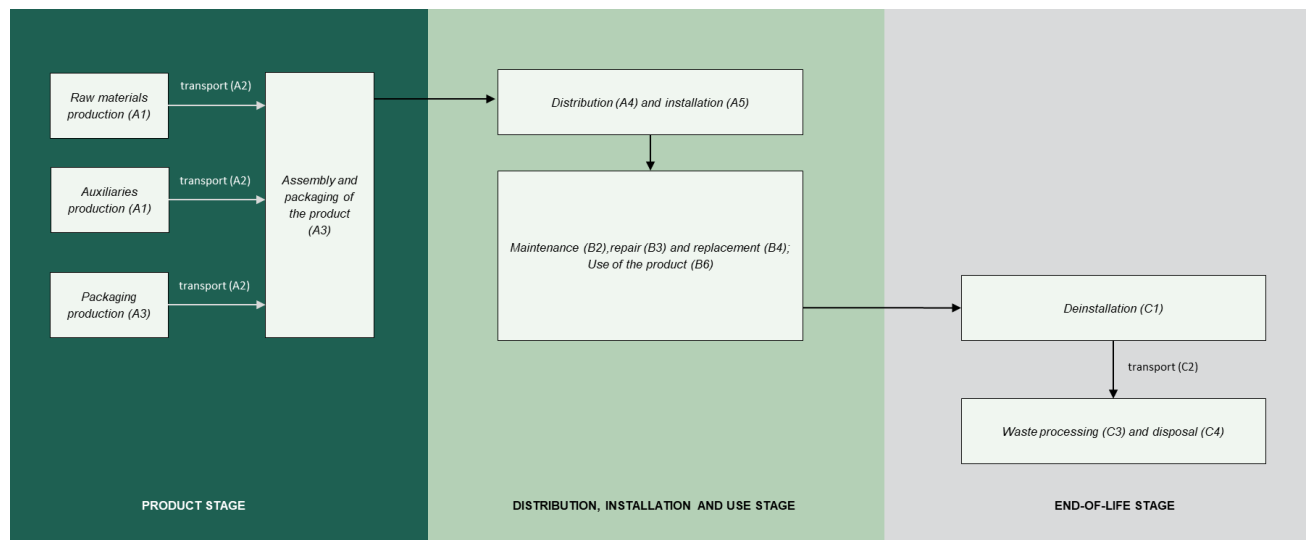 Raw materials
production (A1)
transport (A2)
Auxiliaries
production (A1)
transport (A2)
Packaging
production (A3)
transport (A2)
Assembly and
packaging of
the product
(A3)
PRODUCT STAGE
Distribution (A4) and installation (A5)
Maintenance (B2),repair (B3) and replacement (B4);
Use of the product (B6)
DISTRIBUTION, INSTALLATION AND USE STAGE
Deinstallation (C1)
transport (C2)
Waste processing (C3) and disposal (C4)
END-OF-LIFE STAGE